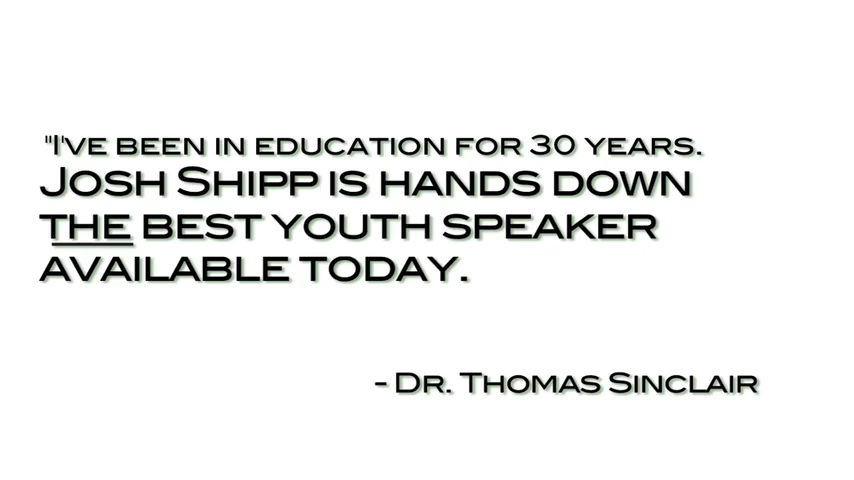 "I'VE BEEN IN EDUCATION FOR 30 YEARS.
JOSH SHIPP IS HANDS DOWN
THE BEST YOUTH SPEAKER
AVAILABLE TODAY.
- DR. THOMAS SINCLAIR